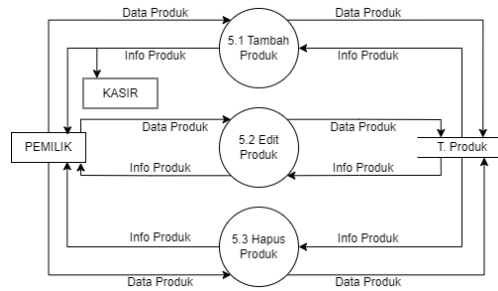 Data Produk
Data Produk
5.1 Tambah
Produk
Info Produk
Info Produk
KASIR
Data Produk
Data Produk
5.2 Edit
Produk
PEMILIK
T. Produk
Info Produk
Info Produk
Info Produk
5.3 Hapus
Produk
Info Produk
Data Produk
Data Produk